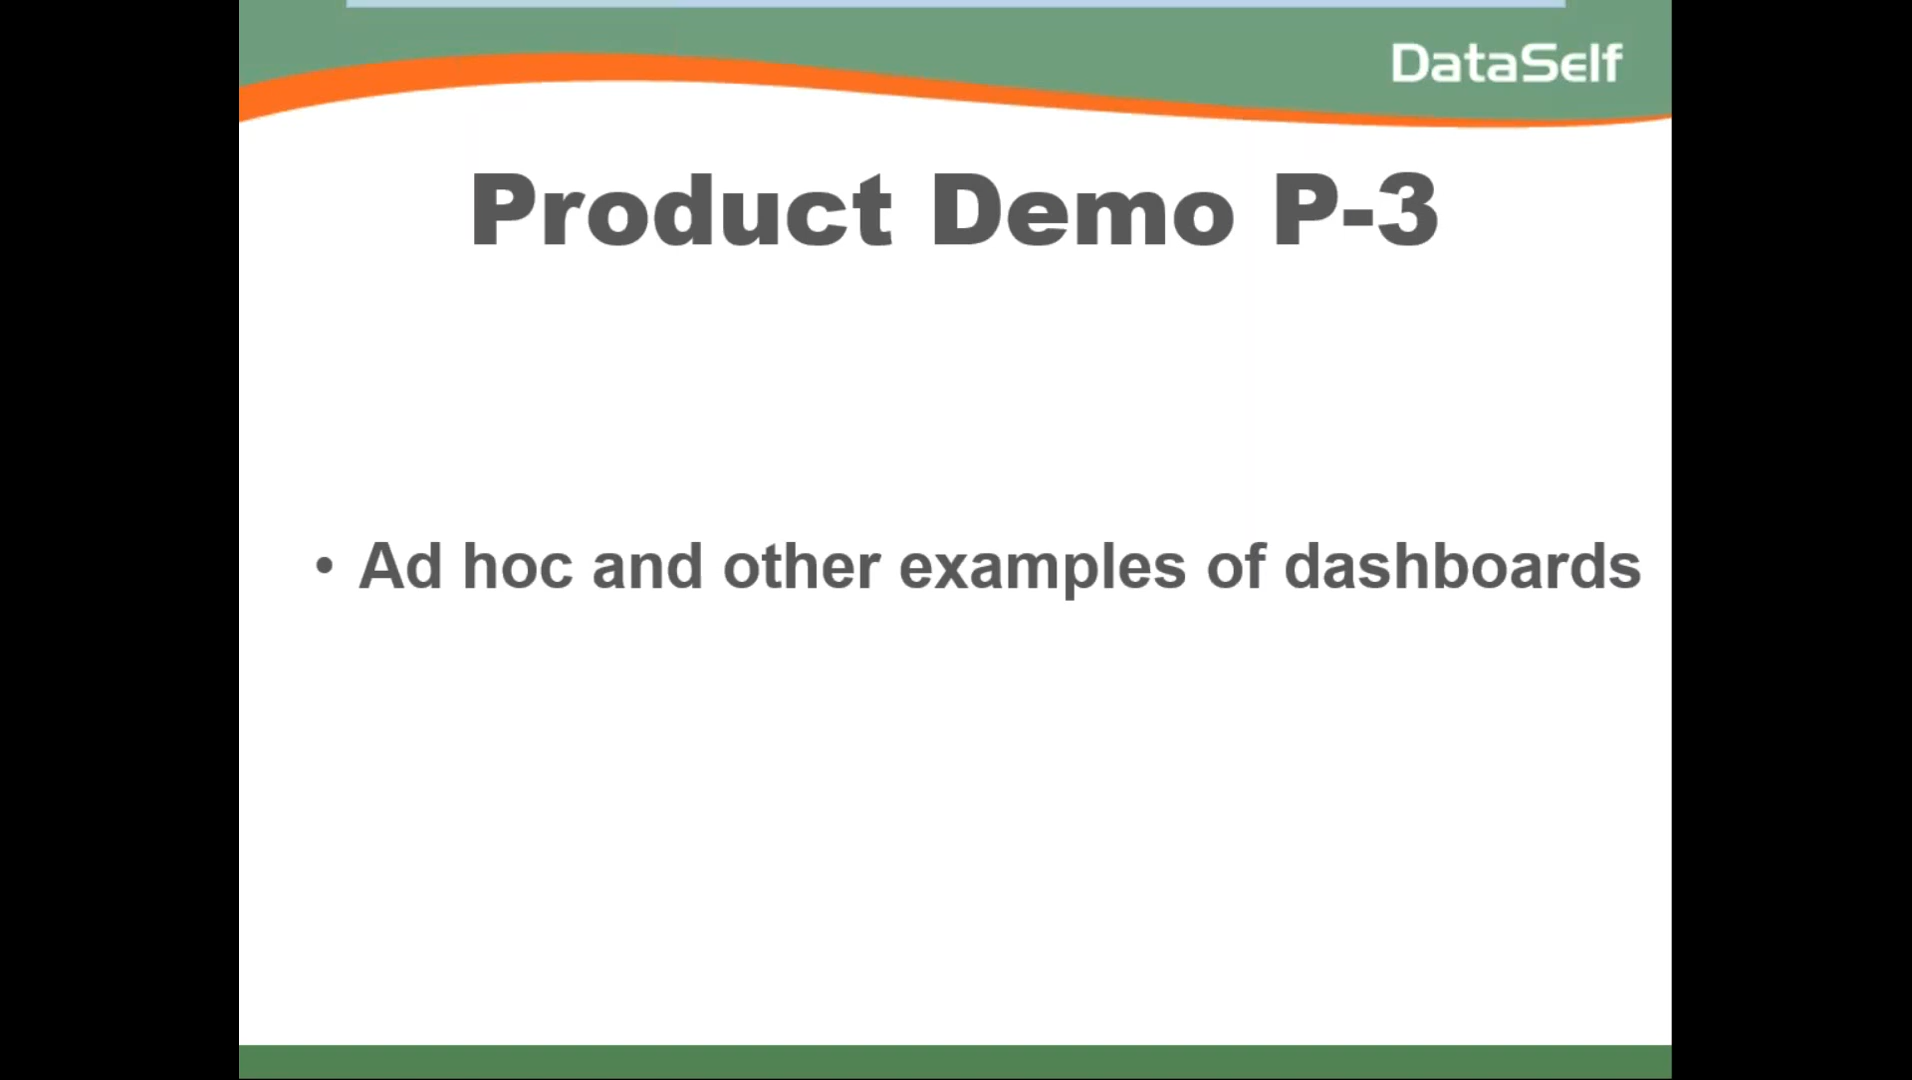 DataSelf
Product Demo P-3
• Ad hoc and other examples of dashboards